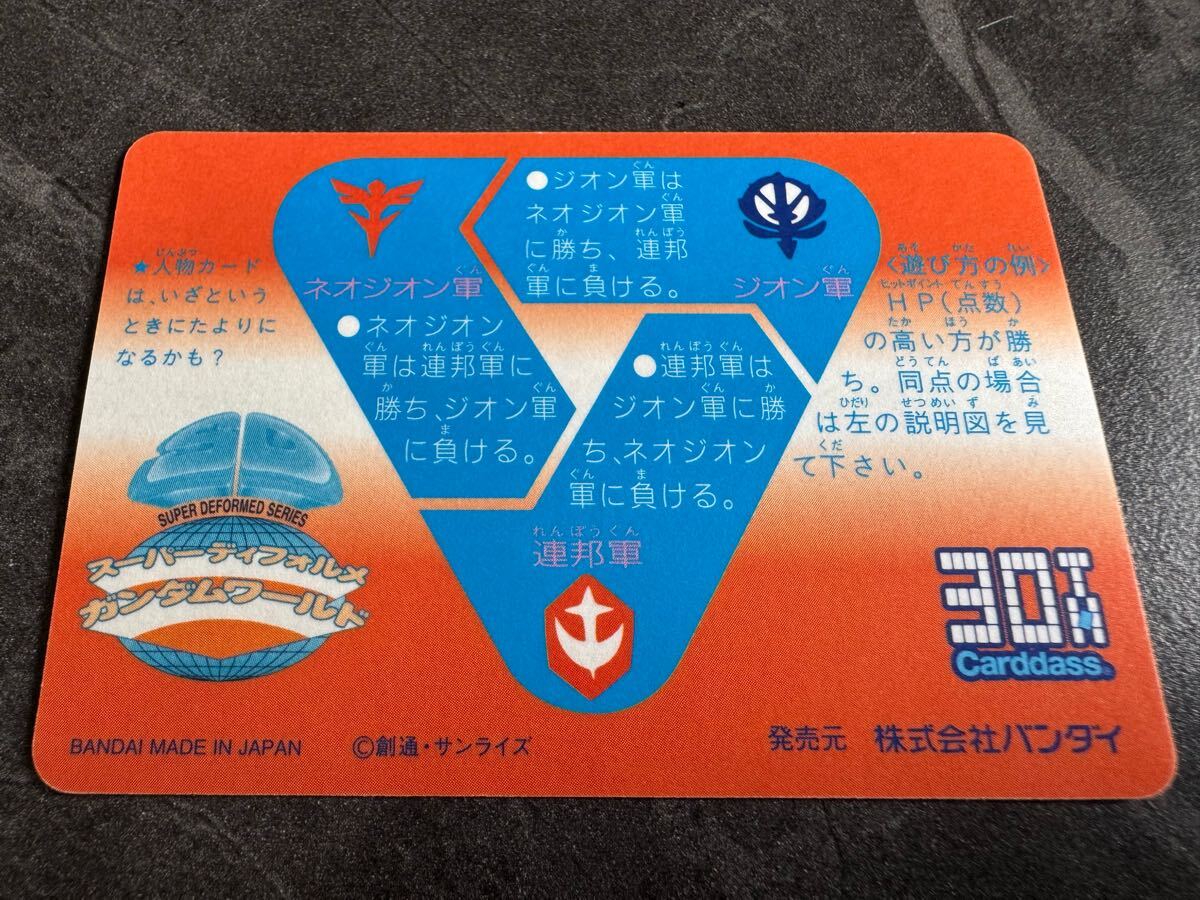 ★人物カード
は、いざという
ときにたよりに
なるかも？
ネオジオン軍
●ジオン軍は
ネオジオン軍
に勝ち、連邦
軍に負ける。
ジオン軍
●ネオジオン
軍は連邦軍に
勝ち、ジオン軍
に負ける。
●連邦軍は
ジオン軍に勝
ち、ネオジオン
軍に負ける。
連邦軍
<遊び方の例>
HP(点数)
の高い方が勝
ち。同点の場合
は左の説明図を見
て下さい。
SUPER DEFORMED SERIES
スーパーディフォルメ
ガンダムワールド
30th
Carddass
BANDAI MADE IN JAPAN ©創通・サンライズ 発売元 株式会社バンダイ